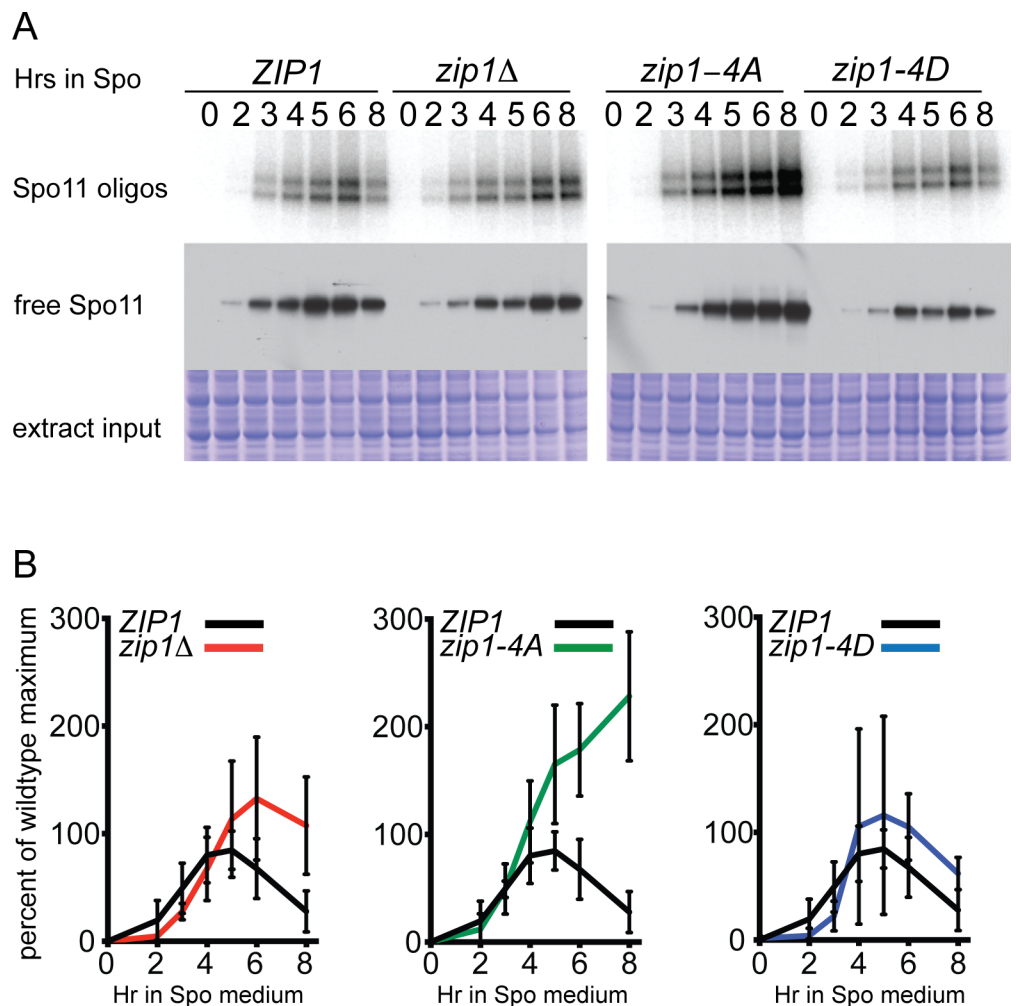 A
Hrs in Spo
ZIP1 zip1Δ zip1–4A zip1-4D
0 2 3 4 5 6 8 0 2 3 4 5 6 8 0 2 3 4 5 6 8 0 2 3 4 5 6 8
Spo11 oligos
free Spo11
extract input
B
percent of wildtype maximum
300
200
100
0
ZIP1
zip1Δ
0 2 4 6 8
Hr in Spo medium
300
200
100
0
ZIP1
zip1-4A
0 2 4 6 8
Hr in Spo medium
300
200
100
0
ZIP1
zip1-4D
0 2 4 6 8
Hr in Spo medium